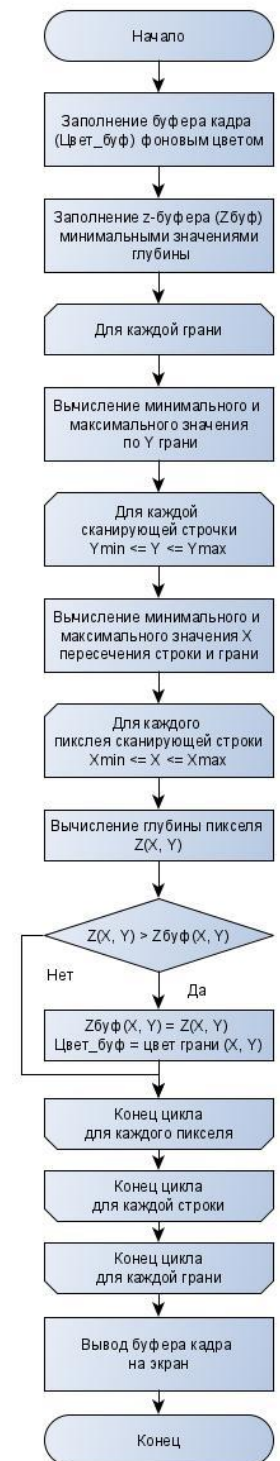 Начало
Заполнение буфера кадра
(Цвет_буф) фоновым цветом
Заполнение z-буфера (Zбуф)
минимальными значениями
глубины
Для каждой грани
Вычисление минимального и
максимального значения
по Y грани
Для каждой
сканирующей строчки
Ymin <= Y <= Ymax
Вычисление минимального и
максимального значения X
пересечения строки и грани
Для каждого
пикслея сканирующей строки
Xmin <= X <= Xmax
Вычисление глубины пикселя
Z(X, Y)
Z(X, Y) > Zбуф(X, Y)
Нет
Да
Zбуф(X, Y) = Z(X, Y)
Цвет_буф = цвет грани (X, Y)
Конец цикла
для каждого пикселя
Конец цикла
для каждой строки
Конец цикла
для каждой грани
Вывод буфера кадра
на экран
Конец